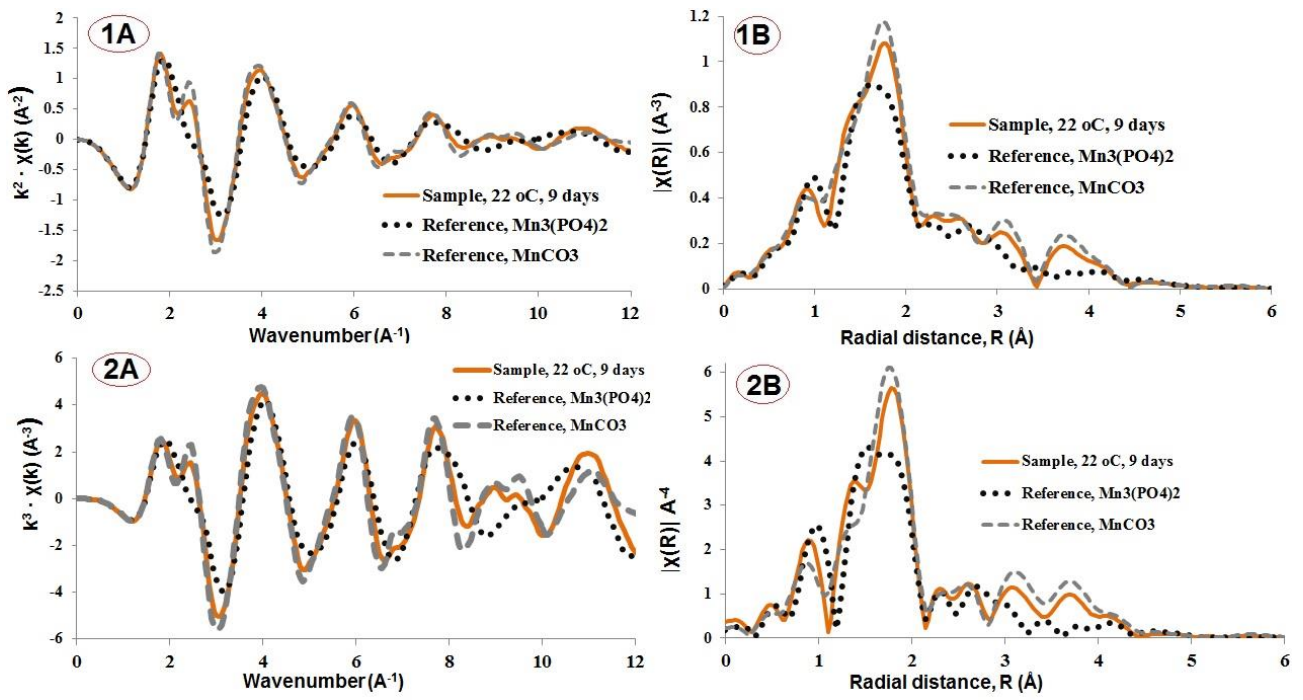 1A
k² · χ(k) (A⁻²)
2
1.5
1
0.5
0
-0.5
-1
-1.5
-2
-2.5
0 2 4 6 8 10 12
Wavenumber (A⁻¹)
Sample, 22 oC, 9 days
Reference, Mn3(PO4)2
Reference, MnCO3
1B
|χ(R)| (A⁻³)
1.2
1
0.8
0.6
0.4
0.2
0
0 1 2 3 4 5 6
Radial distance, R (Å)
Sample, 22 oC, 9 days
Reference, Mn3(PO4)2
Reference, MnCO3
2A
k³ · χ(k) (A⁻³)
6
4
2
0
-2
-4
-6
0 2 4 6 8 10 12
Wavenumber (A⁻¹)
Sample, 22 oC, 9 days
Reference, Mn3(PO4)2
Reference, MnCO3
2B
|χ(R)| A⁻⁴
6
5
4
3
2
1
0
0 1 2 3 4 5 6
Radial distance, R (Å)
Sample, 22 oC, 9 days
Reference, Mn3(PO4)2
Reference, MnCO3